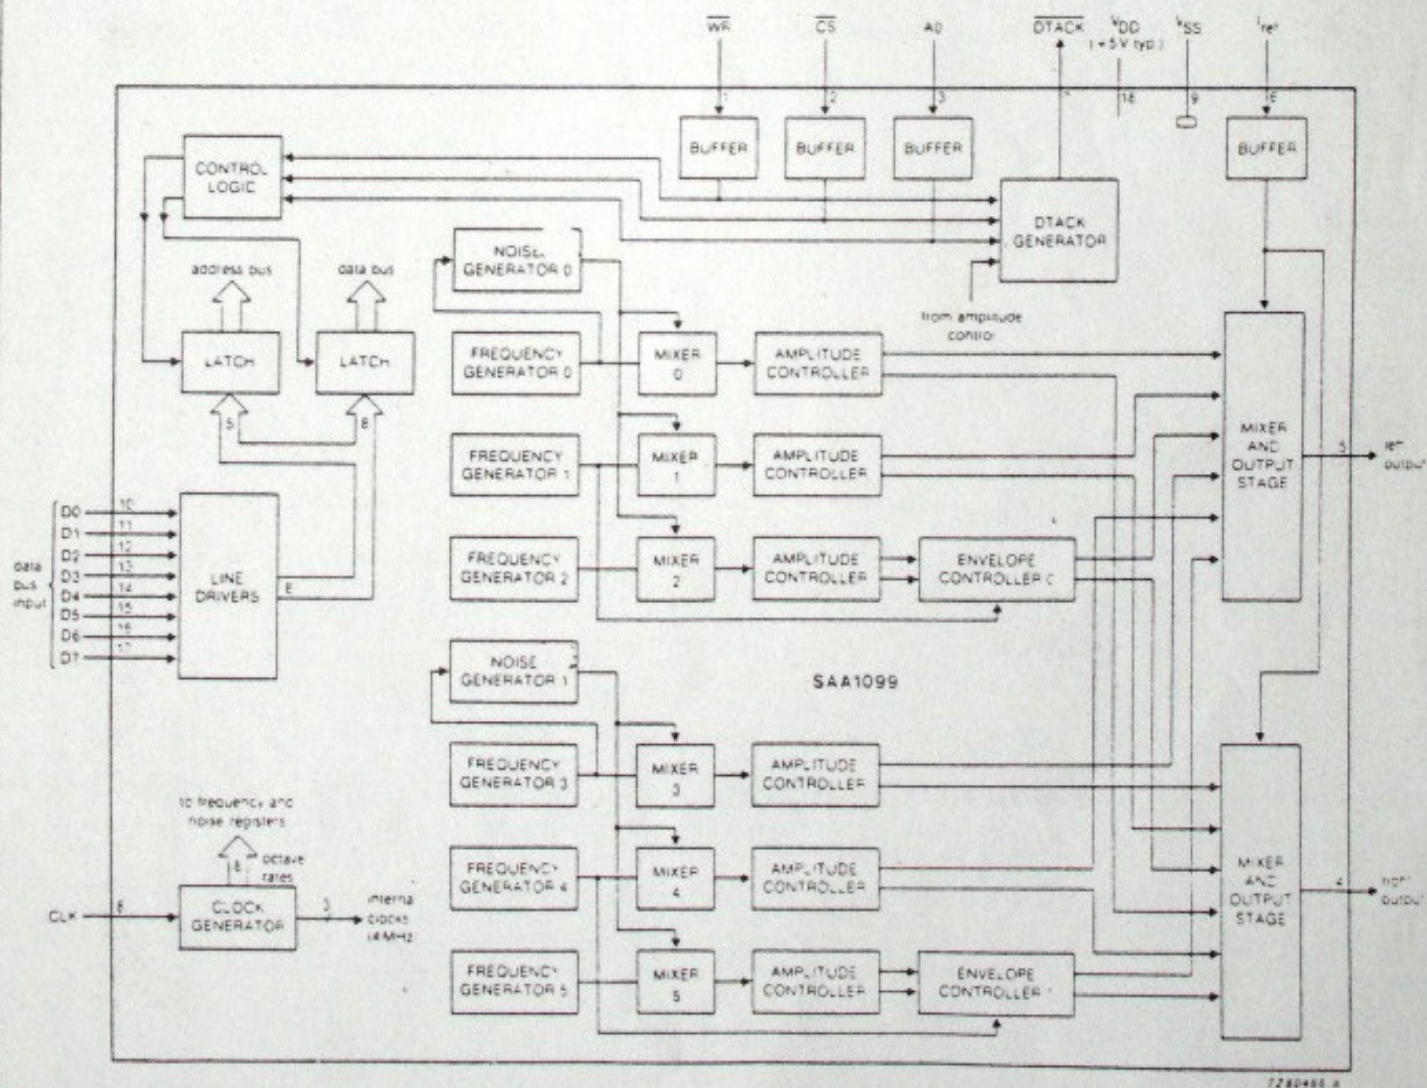 WR CS A0 DTACK VDD VSS Iref
(+5V typ.)
1 2 3 7 18 9 6
BUFFER BUFFER BUFFER BUFFER
CONTROL
LOGIC
DTACK
GENERATOR
NOISE
GENERATOR 0
address bus data bus
from amplitude
control
LATCH LATCH
5 8
FREQUENCY
GENERATOR 0
MIXER
0
AMPLITUDE
CONTROLLER
FREQUENCY
GENERATOR 1
MIXER
1
AMPLITUDE
CONTROLLER
MIXER
AND
OUTPUT
STAGE
5
left
output
data
bus
input
D0 10
D1 11
D2 12
D3 13
D4 14
D5 15
D6 16
D7 17
LINE
DRIVERS
8
FREQUENCY
GENERATOR 2
MIXER
2
AMPLITUDE
CONTROLLER
ENVELOPE
CONTROLLER 0
NOISE
GENERATOR 1
SAA1099
FREQUENCY
GENERATOR 3
MIXER
3
AMPLITUDE
CONTROLLER
to frequency and
noise registers
8 octave
rates
CLK 8
CLOCK
GENERATOR
3
internal
clocks
(4 MHz
FREQUENCY
GENERATOR 4
MIXER
4
AMPLITUDE
CONTROLLER
MIXER
AND
OUTPUT
STAGE
4
right
output
FREQUENCY
GENERATOR 5
MIXER
5
AMPLITUDE
CONTROLLER
ENVELOPE
CONTROLLER